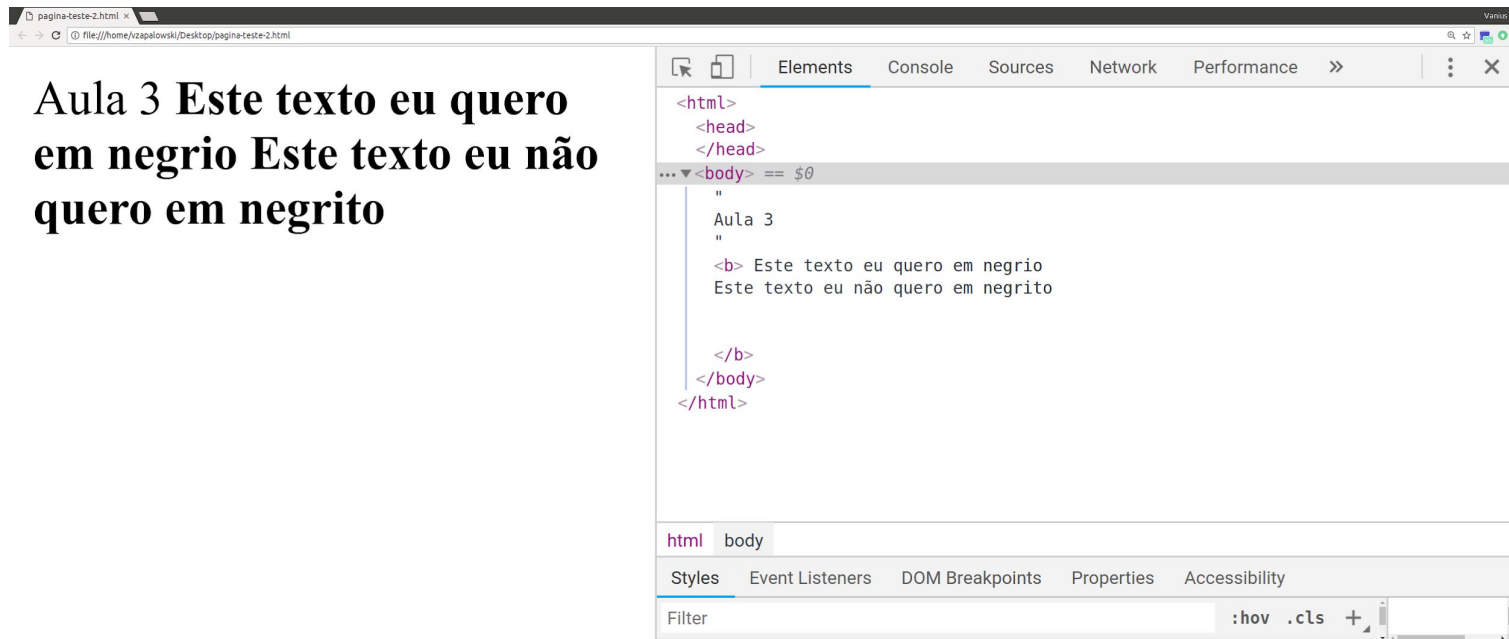 pagina-teste-2.html ×
Vanius
file:///home/vzapalowski/Desktop/pagina-teste-2.html
Aula 3 Este texto eu quero
em negrio Este texto eu não
quero em negrito
Elements Console Sources Network Performance »
<html>
<head>
</head>
... ▼<body> == $0
"
Aula 3
"
<b> Este texto eu quero em negrio
Este texto eu não quero em negrito
</b>
</body>
</html>
html body
Styles Event Listeners DOM Breakpoints Properties Accessibility
Filter :hov .cls +